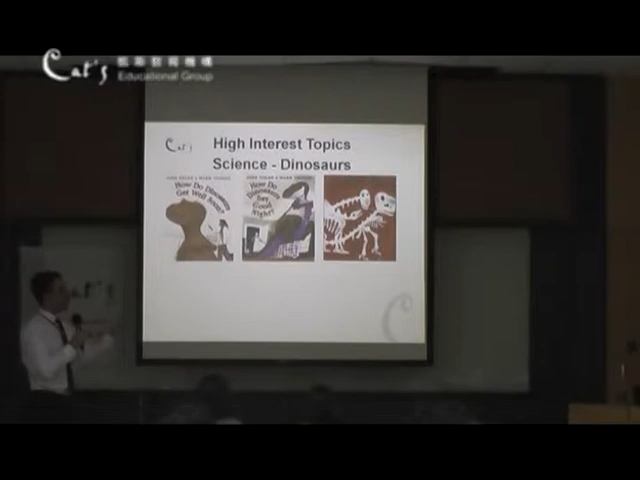 Cat's
Educational Group
Cat's
High Interest Topics
Science - Dinosaurs
How Do Dinosaurs
Get Well Soon?
How Do
Dinosaurs
Say
Good
Night?